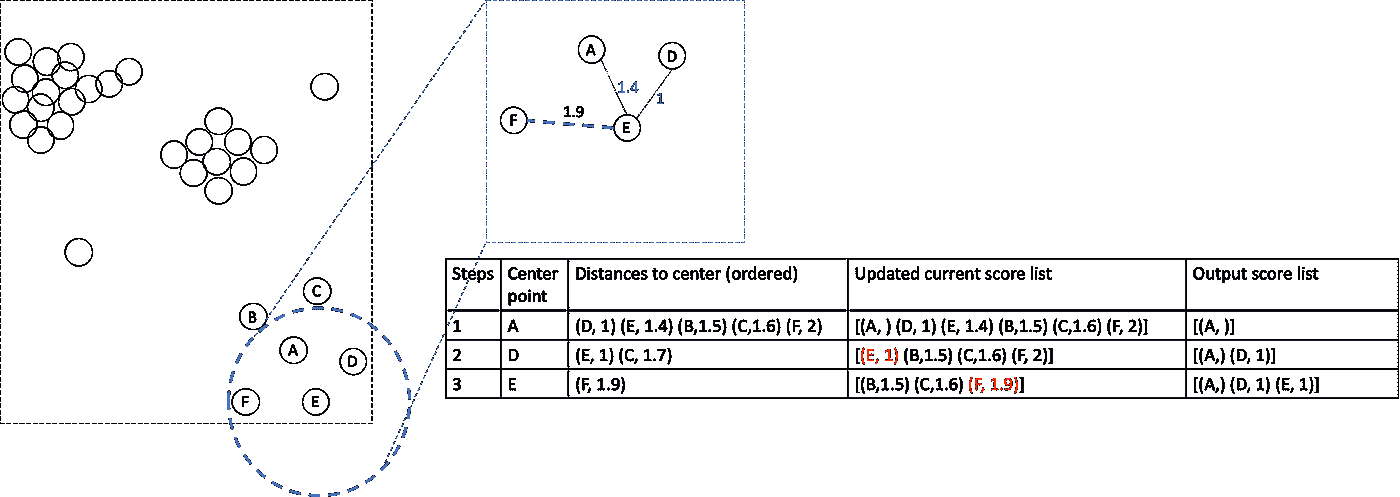 A
D
1.4
1
1.9
F
E
C
B
A
D
F
E
Steps Center point Distances to center (ordered) Updated current score list Output score list
1 A (D, 1) (E, 1.4) (B,1.5) (C,1.6) (F, 2) [(A, ) (D, 1) (E, 1.4) (B,1.5) (C,1.6) (F, 2)] [(A, )]
2 D (E, 1) (C, 1.7) [(E, 1) (B,1.5) (C,1.6) (F, 2)] [(A,) (D, 1)]
3 E (F, 1.9) [(B,1.5) (C,1.6) (F, 1.9)] [(A,) (D, 1) (E, 1)]